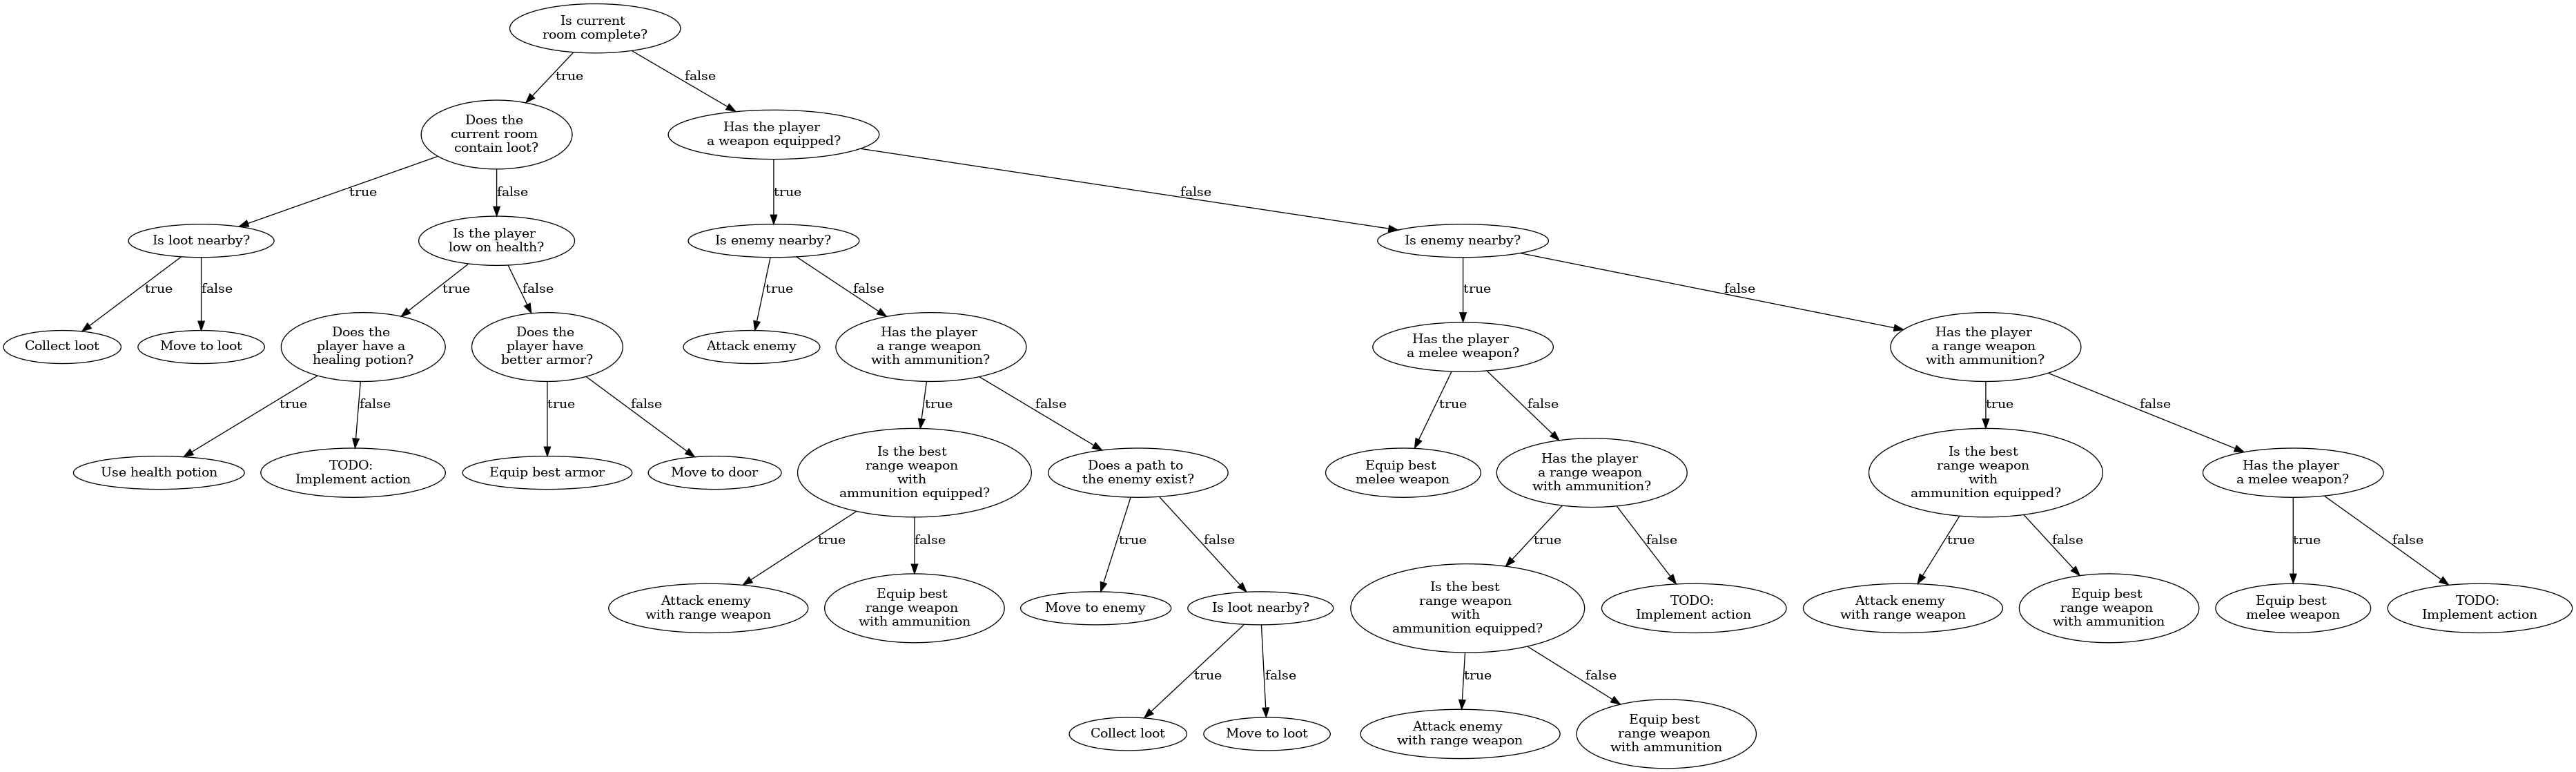 Is current
room complete?
true
false
Does the
current room
contain loot?
Has the player
a weapon equipped?
true
false
true
false
Is loot nearby?
Is the player
low on health?
Is enemy nearby?
Is enemy nearby?
true
false
true
false
true
false
true
false
Collect loot
Move to loot
Does the
player have a
healing potion?
Does the
player have
better armor?
Attack enemy
Has the player
a range weapon
with ammunition?
Has the player
a melee weapon?
Has the player
a range weapon
with ammunition?
true
false
true
false
true
false
true
false
true
false
Use health potion
TODO:
Implement action
Equip best armor
Move to door
Is the best
range weapon
with
ammunition equipped?
Does a path to
the enemy exist?
Equip best
melee weapon
Has the player
a range weapon
with ammunition?
Is the best
range weapon
with
ammunition equipped?
Has the player
a melee weapon?
true
false
true
false
true
false
true
false
true
false
Attack enemy
with range weapon
Equip best
range weapon
with ammunition
Move to enemy
Is loot nearby?
Is the best
range weapon
with
ammunition equipped?
TODO:
Implement action
Attack enemy
with range weapon
Equip best
range weapon
with ammunition
Equip best
melee weapon
TODO:
Implement action
true
false
true
false
Collect loot
Move to loot
Attack enemy
with range weapon
Equip best
range weapon
with ammunition